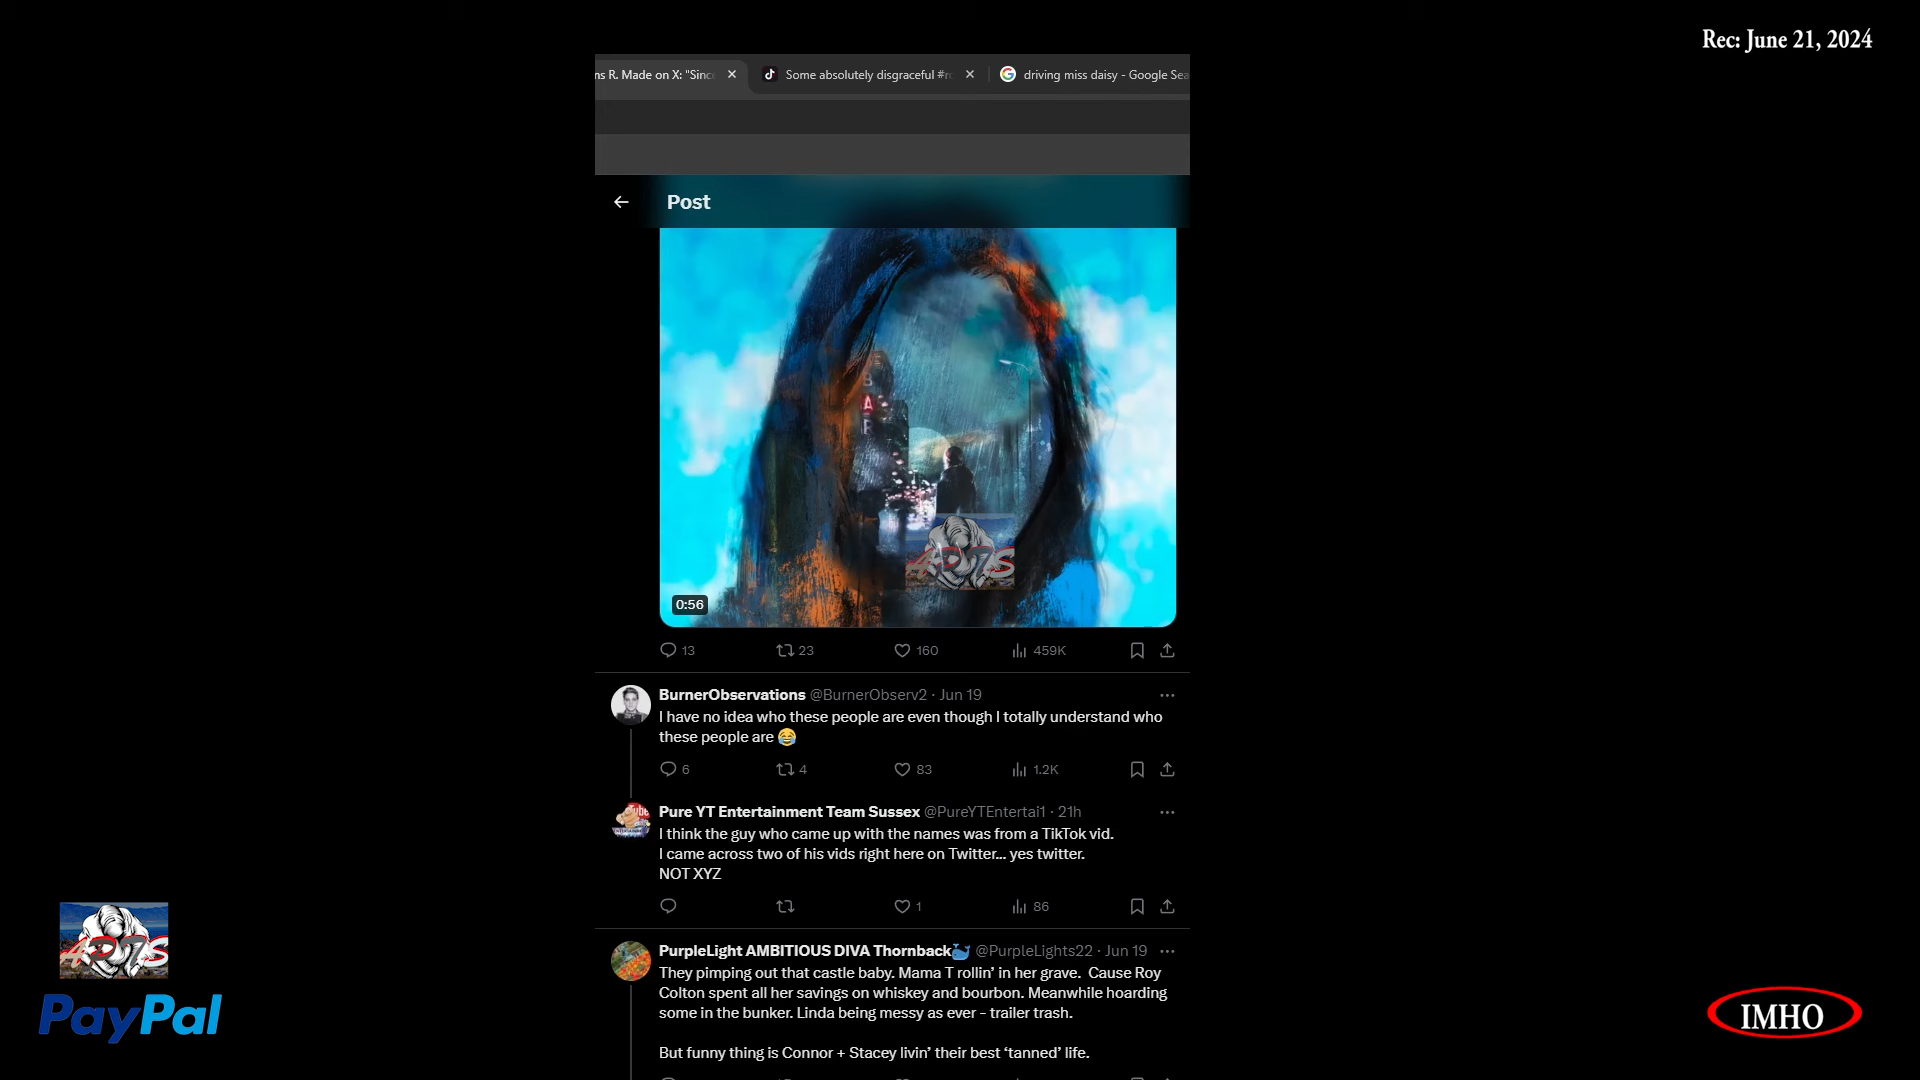 Rec: June 21, 2024
ns R. Made on X: "Since
Some absolutely disgraceful #r
driving miss daisy - Google Sea
Post
BAR
0:56
13 23 160 459K
BurnerObservations @BurnerObserv2 · Jun 19
I have no idea who these people are even though I totally understand who
these people are 😂
6 4 83 1.2K
Pure YT Entertainment Team Sussex @PureYTEntertai1 · 21h
I think the guy who came up with the names was from a TikTok vid.
I came across two of his vids right here on Twitter... yes twitter.
NOT XYZ
1 86
PurpleLight AMBITIOUS DIVA Thornback🐳 @PurpleLights22 · Jun 19
They pimping out that castle baby. Mama T rollin' in her grave. Cause Roy
Colton spent all her savings on whiskey and bourbon. Meanwhile hoarding
some in the bunker. Linda being messy as ever - trailer trash.
But funny thing is Connor + Stacey livin' their best 'tanned' life.
PayPal
IMHO